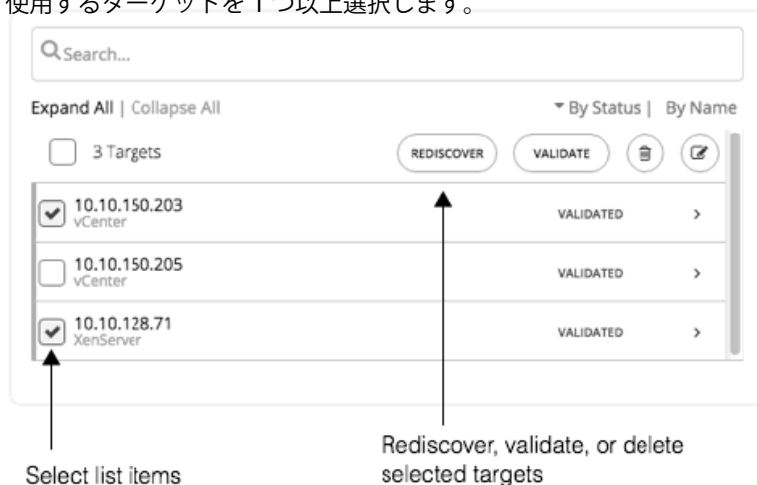 使用するターゲットを 1 つ以上選択します。
Search...
Expand All | Collapse All
By Status | By Name
3 Targets
REDISCOVER
VALIDATE
10.10.150.203
vCenter
VALIDATED
10.10.150.205
vCenter
VALIDATED
10.10.128.71
XenServer
VALIDATED
Rediscover, validate, or delete
selected targets
Select list items